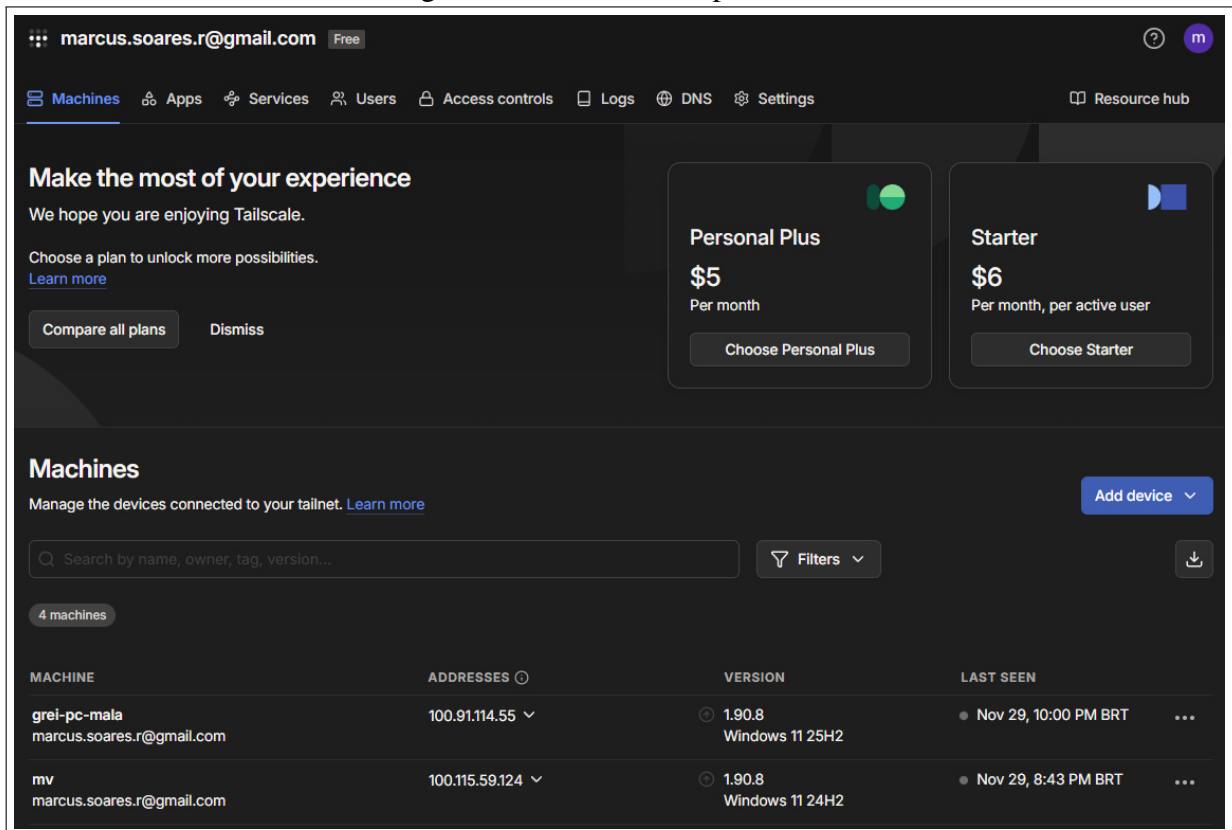 marcus.soares.r@gmail.com Free
m
Machines Apps Services Users Access controls Logs DNS Settings Resource hub
Make the most of your experience
We hope you are enjoying Tailscale.
Choose a plan to unlock more possibilities.
Learn more
Compare all plans Dismiss
Personal Plus
$5
Per month
Choose Personal Plus
Starter
$6
Per month, per active user
Choose Starter
Machines
Manage the devices connected to your tailnet. Learn more
Add device
Search by name, owner, tag, version...
Filters
4 machines
MACHINE ADDRESSES VERSION LAST SEEN
grei-pc-mala 100.91.114.55 1.90.8 Nov 29, 10:00 PM BRT
marcus.soares.r@gmail.com Windows 11 25H2
mv 100.115.59.124 1.90.8 Nov 29, 8:43 PM BRT
marcus.soares.r@gmail.com Windows 11 24H2